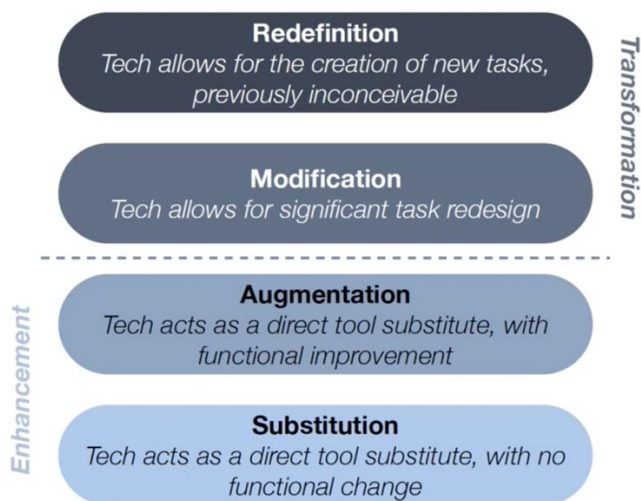 Redefinition
Tech allows for the creation of new tasks,
previously inconceivable
Transformation
Modification
Tech allows for significant task redesign
Augmentation
Tech acts as a direct tool substitute, with
functional improvement
Enhancement
Substitution
Tech acts as a direct tool substitute, with no
functional change